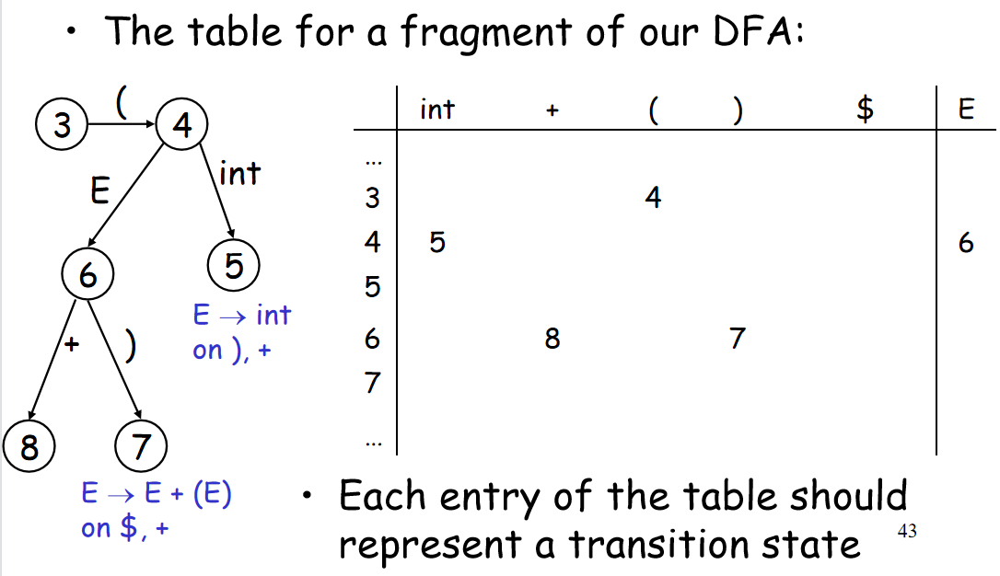 • The table for a fragment of our DFA:
3 ( 4
E int
6 5
E → int
on ), +
+ )
8 7
E → E + (E)
on $, +
int + ( ) $ E
...
3 4
4 5 6
5
6 8 7
7
...
• Each entry of the table should
represent a transition state
43